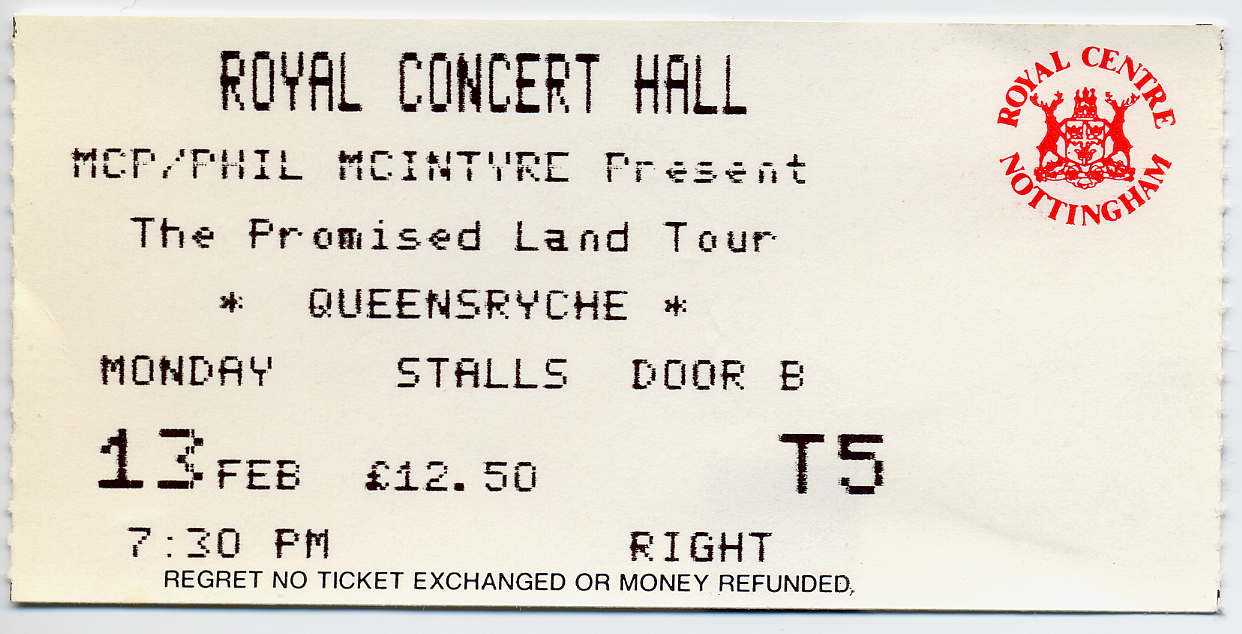 ROYAL CONCERT HALL
ROYAL CENTRE
NOTTINGHAM
MCP/PHIL MCINTYRE Present
The Promised Land Tour
* QUEENSRYCHE *
MONDAY STALLS DOOR B
13 FEB £12.50 T5
7:30 PM RIGHT
REGRET NO TICKET EXCHANGED OR MONEY REFUNDED,